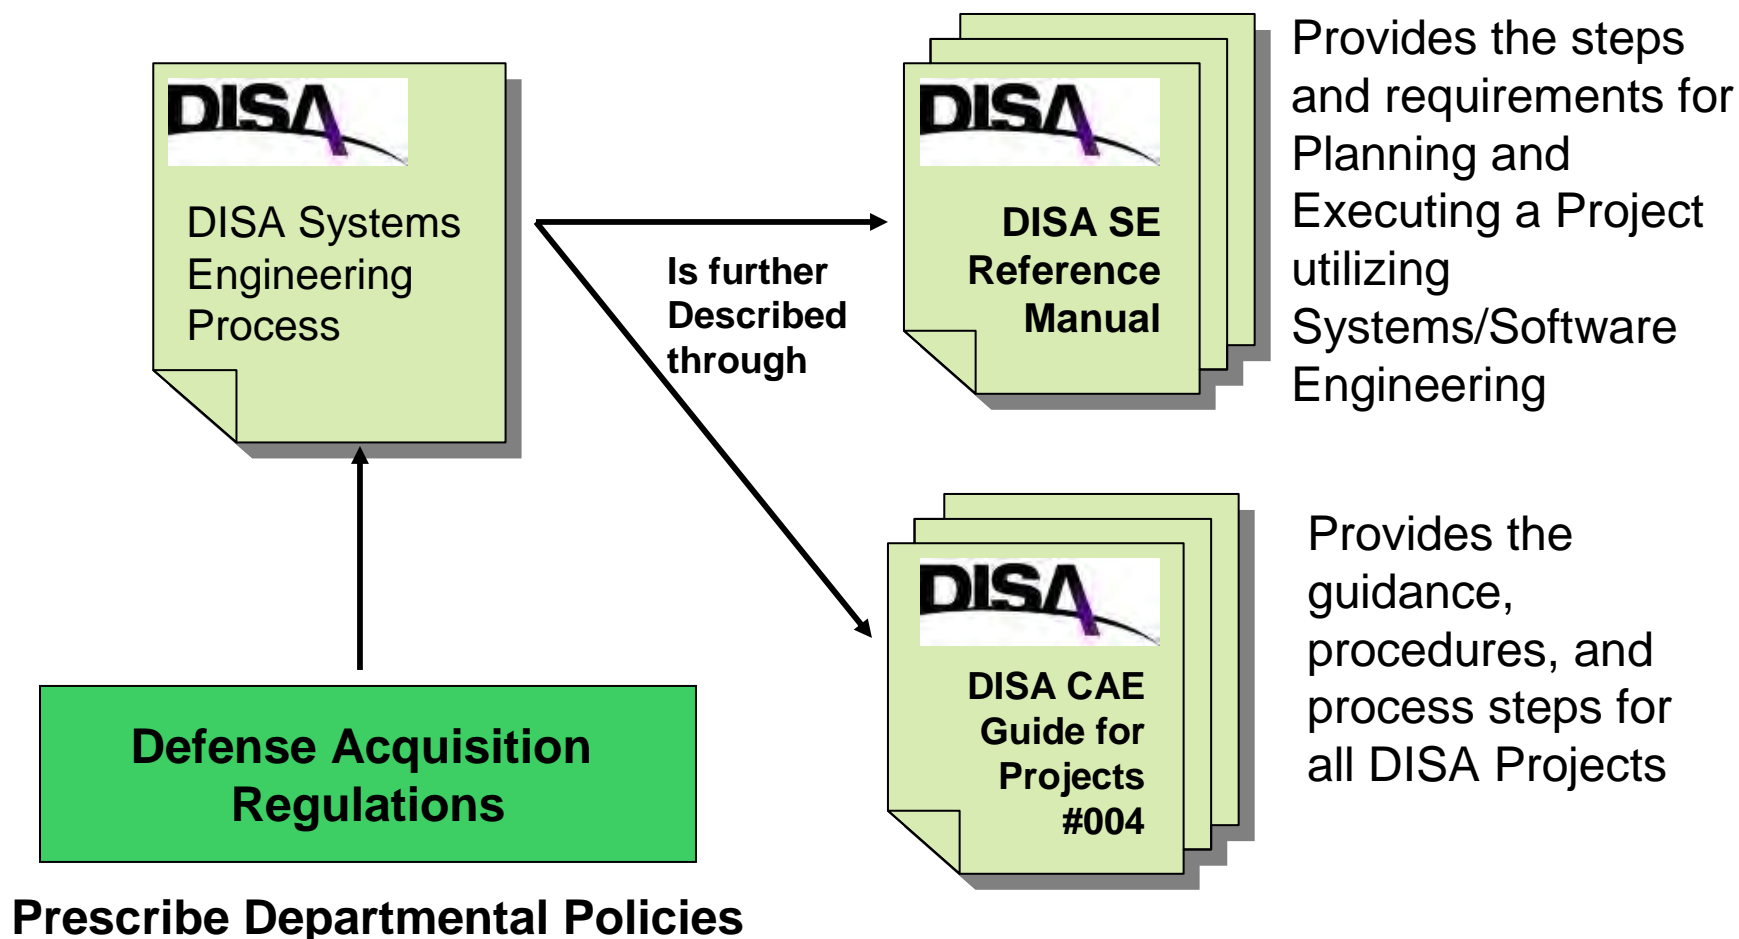 DISA
DISA Systems
Engineering
Process
Is further
Described
through
DISA
DISA SE
Reference
Manual
Provides the steps
and requirements for
Planning and
Executing a Project
utilizing
Systems/Software
Engineering
DISA
DISA CAE
Guide for
Projects
#004
Provides the
guidance,
procedures, and
process steps for
all DISA Projects
Defense Acquisition
Regulations
Prescribe Departmental Policies